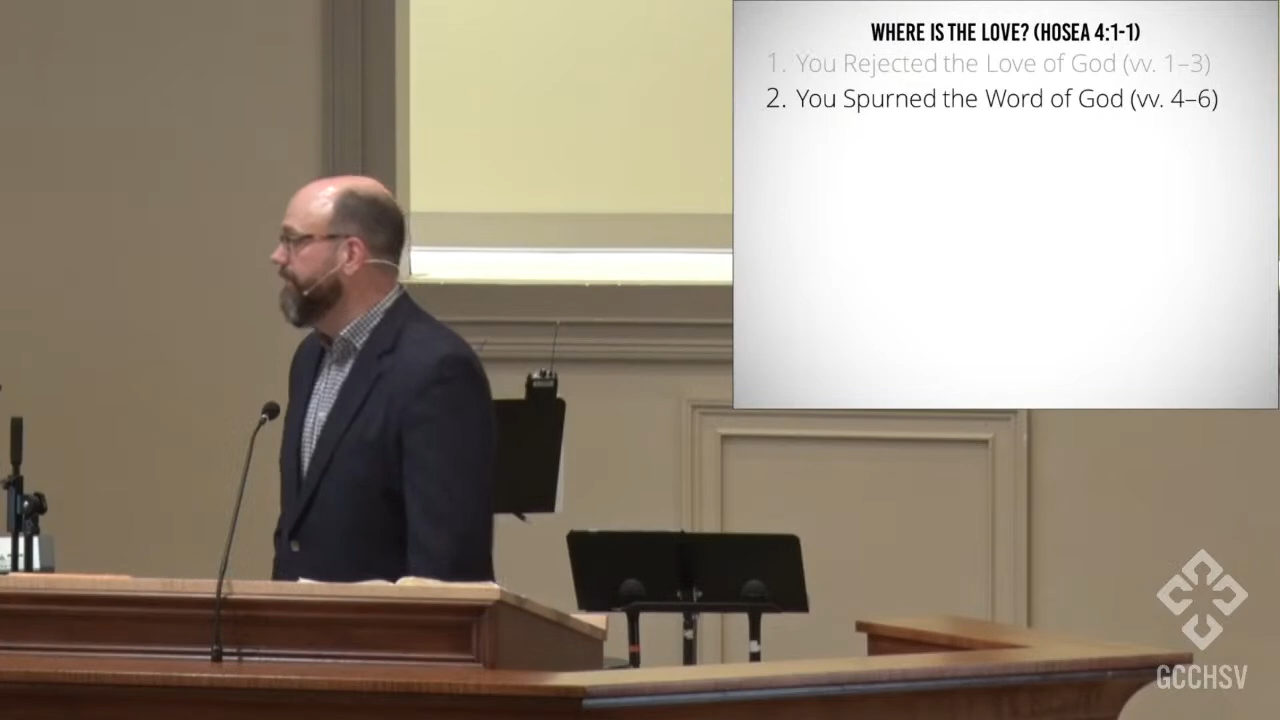 WHERE IS THE LOVE? (HOSEA 4:1-1)
1. You Rejected the Love of God (vv. 1–3)
2. You Spurned the Word of God (vv. 4–6)
GCCHSV